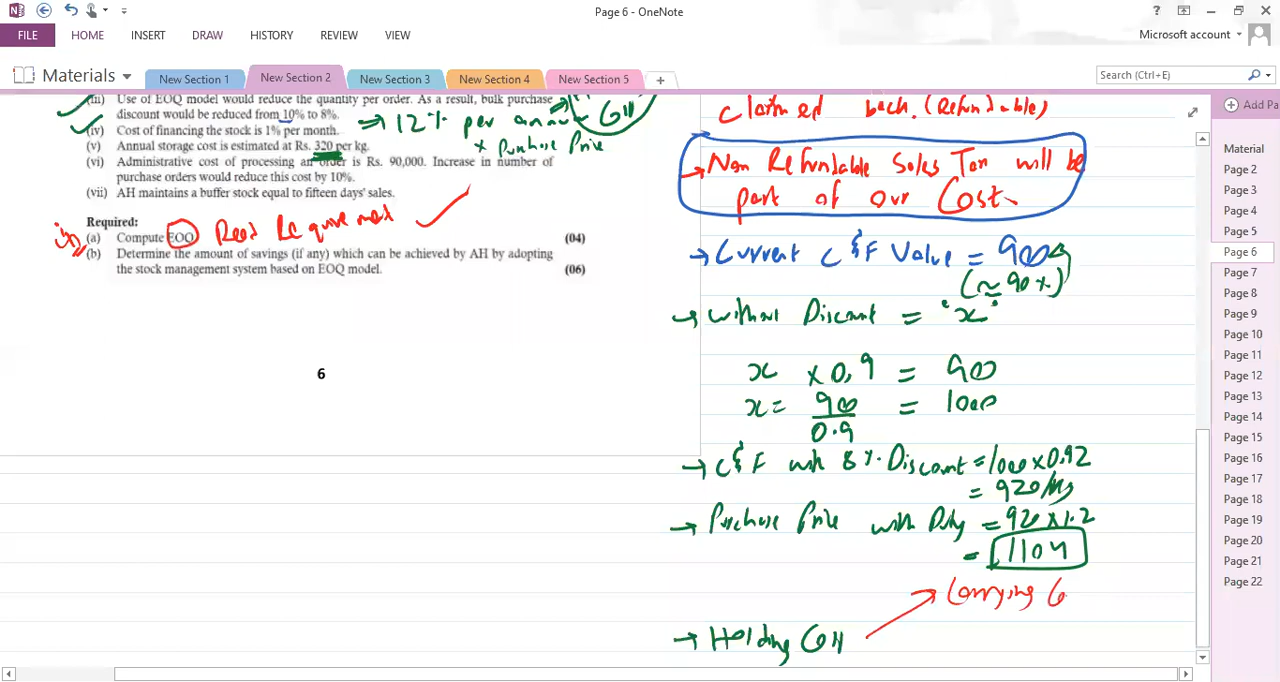 Page 6 - OneNote
FILE HOME INSERT DRAW HISTORY REVIEW VIEW
Microsoft account
Materials New Section 1 New Section 2 New Section 3 New Section 4 New Section 5
Search (Ctrl+E)
Add Pa
Material
Page 2
Page 3
Page 4
Page 5
Page 6
Page 7
Page 8
Page 9
Page 10
Page 11
Page 12
Page 13
Page 14
Page 15
Page 16
Page 17
Page 18
Page 19
Page 20
Page 21
Page 22
(iii) Use of EOQ model would reduce the quantity per order. As a result, bulk purchase
discount would be reduced from 10% to 8%.
(iv) Cost of financing the stock is 1% per month.
→ 12% per annum
× Purchase Price
(v) Annual storage cost is estimated at Rs. 320 per kg.
(vi) Administrative cost of processing an order is Rs. 90,000. Increase in number of
purchase orders would reduce this cost by 10%.
(vii) AH maintains a buffer stock equal to fifteen days' sales.
Required:
Read Requirement
(a) Compute EOQ (04)
(b) Determine the amount of savings (if any) which can be achieved by AH by adopting
the stock management system based on EOQ model. (06)
6
claimed back. (Refundable)
→ Non Refundable Sales Tax will be
part of our Cost.
→ Current C&F Value = 900
(≈ 90%)
→ without Discount = 'x'
x × 0.9 = 900
x = 900 / 0.9 = 1000
→ C&F with 8% Discount = 1000 × 0.92
= 920
→ Purchase Price with Duty = 920 × 1.2
= 1104
Carrying
→ Holding